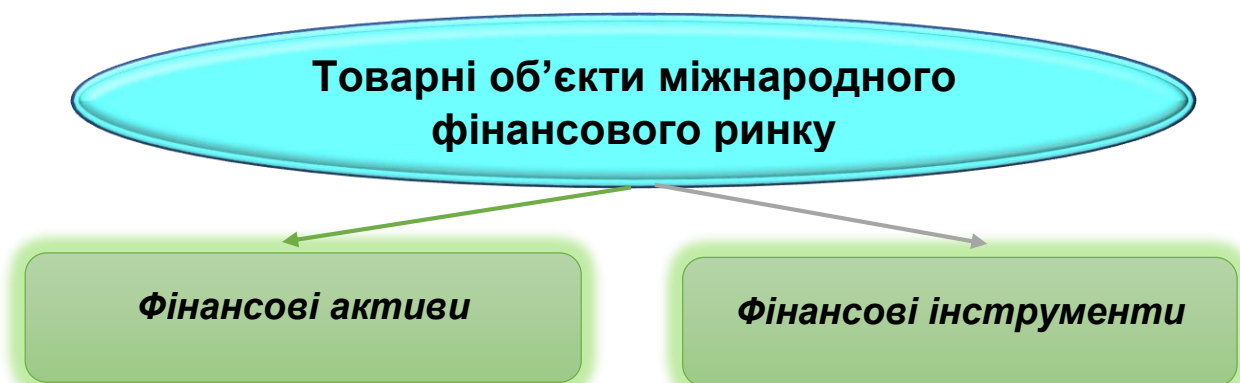 Товарні об’єкти міжнародного
фінансового ринку
Фінансові активи
Фінансові інструменти